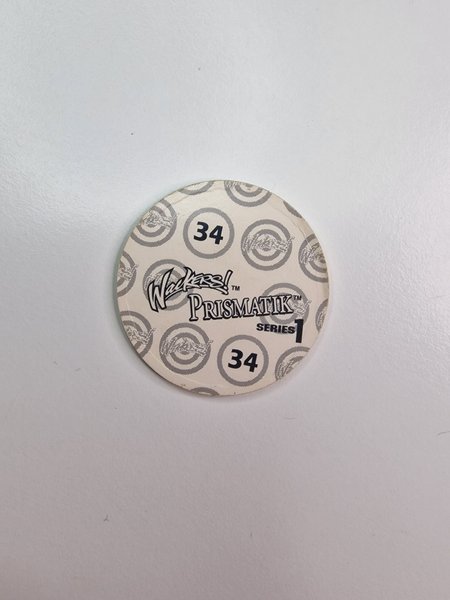 34
Wackers!™
PRISMATIK™
SERIES 1
34